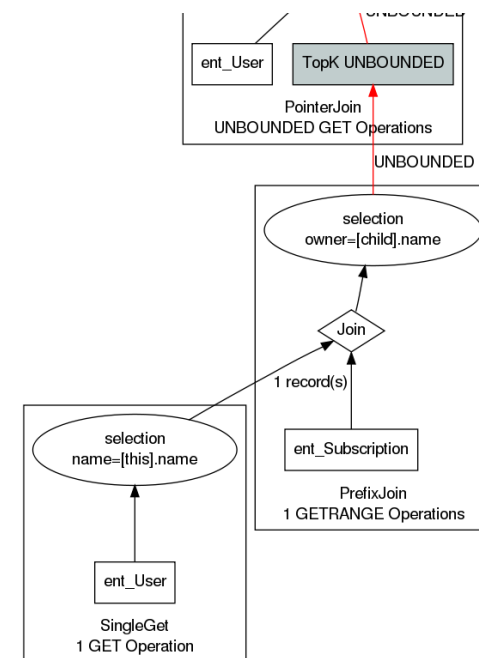 UNBOUNDED
ent_User
TopK UNBOUNDED
PointerJoin
UNBOUNDED GET Operations
UNBOUNDED
selection
owner=[child].name
Join
1 record(s)
ent_Subscription
PrefixJoin
1 GETRANGE Operations
selection
name=[this].name
ent_User
SingleGet
1 GET Operation